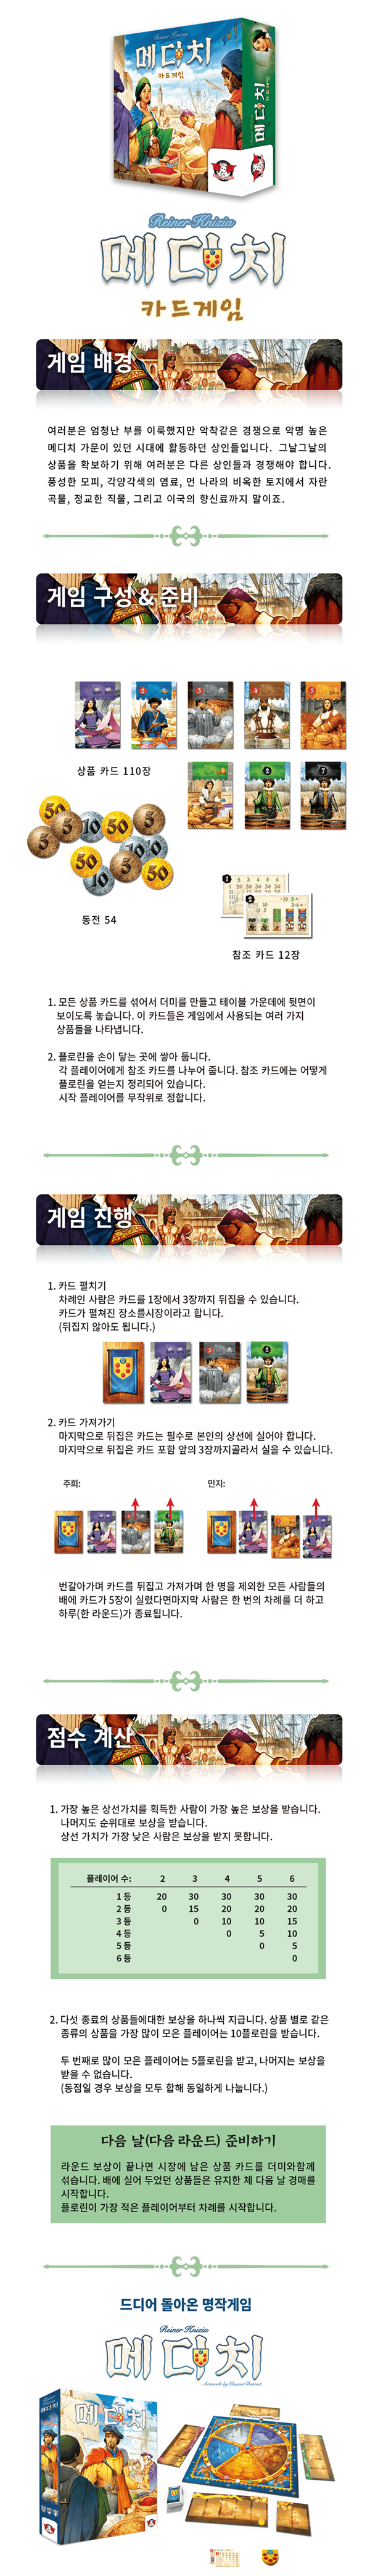 Reiner Knizia
메디치
카드게임
메디치
카드게임
Reiner Knizia
메디치
카드게임
게임 배경
여러분은 엄청난 부를 이룩했지만 악착같은 경쟁으로 악명 높은
메디치 가문이 있던 시대에 활동하던 상인들입니다. 그날그날의
상품을 확보하기 위해 여러분은 다른 상인들과 경쟁해야 합니다.
풍성한 모피, 각양각색의 염료, 먼 나라의 비옥한 토지에서 자란
곡물, 정교한 직물, 그리고 이국의 향신료까지 말이죠.
게임 구성 & 준비
상품 카드 110장
동전 54
참조 카드 12장
1. 모든 상품 카드를 섞어서 더미를 만들고 테이블 가운데에 뒷면이
보이도록 놓습니다. 이 카드들은 게임에서 사용되는 여러 가지
상품들을 나타냅니다.
2. 플로린을 손이 닿는 곳에 쌓아 둡니다.
각 플레이어에게 참조 카드를 나누어 줍니다. 참조 카드에는 어떻게
플로린을 얻는지 정리되어 있습니다.
시작 플레이어를 무작위로 정합니다.
게임 진행
1. 카드 펼치기
차례인 사람은 카드를 1장에서 3장까지 뒤집을 수 있습니다.
카드가 펼쳐진 장소를시장이라고 합니다.
(뒤집지 않아도 됩니다.)
2. 카드 가져가기
마지막으로 뒤집은 카드는 필수로 본인의 상선에 실어야 합니다.
마지막으로 뒤집은 카드 포함 앞의 3장까지골라서 실을 수 있습니다.
주희:
민지:
번갈아가며 카드를 뒤집고 가져가며 한 명을 제외한 모든 사람들의
배에 카드가 5장이 실렸다면마지막 사람은 한 번의 차례를 더 하고
하루(한 라운드)가 종료됩니다.
점수 계산
1. 가장 높은 상선가치를 획득한 사람이 가장 높은 보상을 받습니다.
나머지도 순위대로 보상을 받습니다.
상선 가치가 가장 낮은 사람은 보상을 받지 못합니다.
플레이어 수: 2 3 4 5 6
1등 20 30 30 30 30
2등 0 15 20 20 20
3등 0 10 10 15
4등 0 5 10
5등 0 5
6등 0
2. 다섯 종료의 상품들에대한 보상을 하나씩 지급니다. 상품 별로 같은
종류의 상품을 가장 많이 모은 플레이어는 10플로린을 받습니다.
두 번째로 많이 모은 플레이어는 5플로린을 받고, 나머지는 보상을
받을 수 없습니다.
(동점일 경우 보상을 모두 합해 동일하게 나눕니다.)
다음 날(다음 라운드) 준비하기
라운드 보상이 끝나면 시장에 남은 상품 카드를 더미와함께
섞습니다. 배에 실어 두었던 상품들은 유지한 체 다음 날 경매를
시작합니다.
플로린이 가장 적은 플레이어부터 차례를 시작합니다.
드디어 돌아온 명작게임
Reiner Knizia
메디치
Artwork by Vincent Dutrait
메디치
메디치